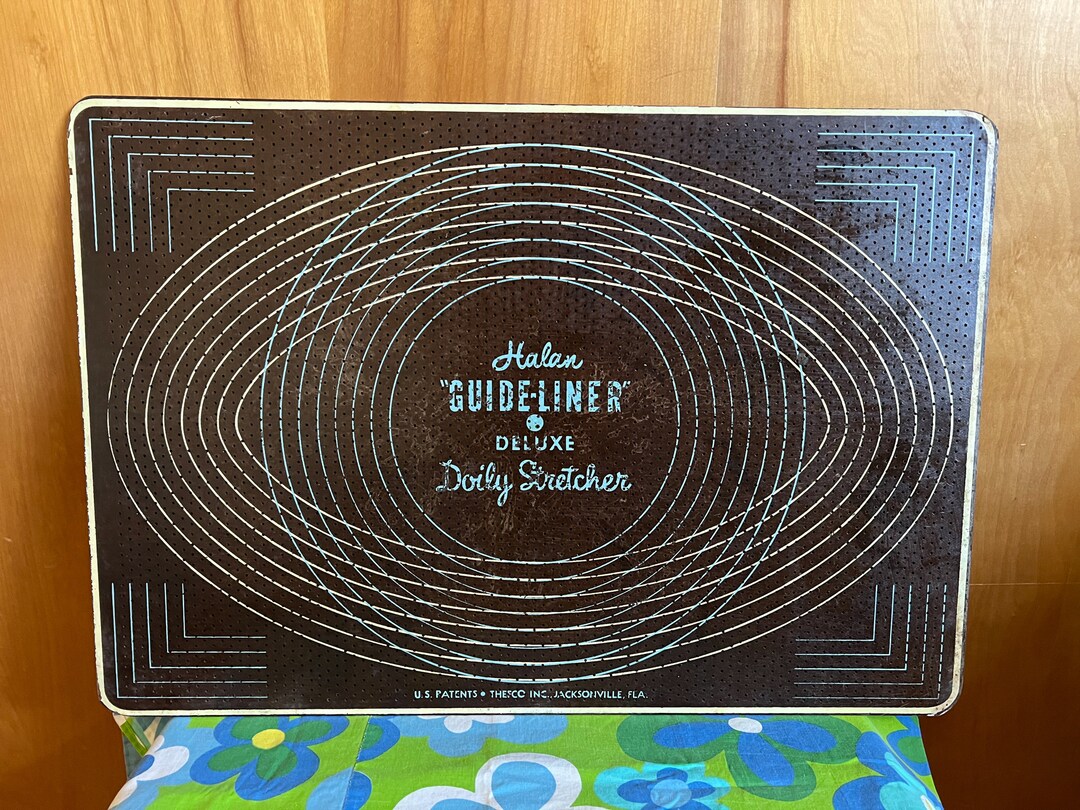 Halan
"GUIDE-LINER"
DELUXE
Doily Stretcher
U.S. PATENTS • THESCO INC., JACKSONVILLE, FLA.